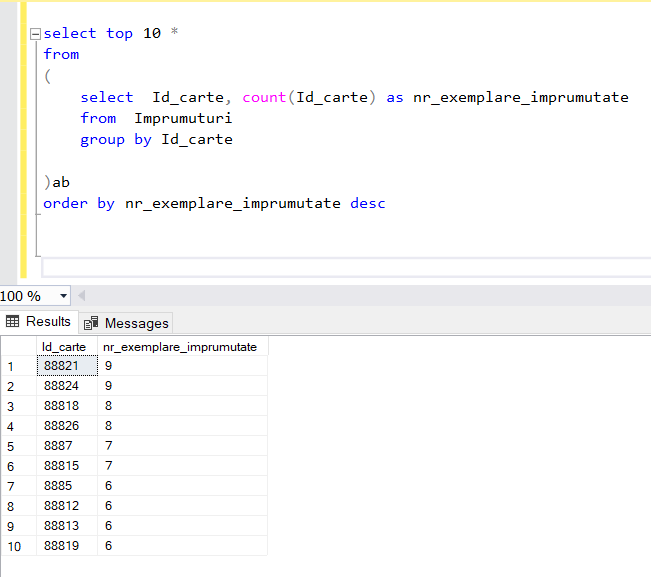 select top 10 *
from
(
select  Id_carte, count(Id_carte) as nr_exemplare_imprumutate
from  Imprumuturi
group by Id_carte
)ab
order by nr_exemplare_imprumutate desc
100 %
Results Messages
Id_carte nr_exemplare_imprumutate
1 88821 9
2 88824 9
3 88818 8
4 88826 8
5 8887 7
6 88815 7
7 8885 6
8 88812 6
9 88813 6
10 88819 6